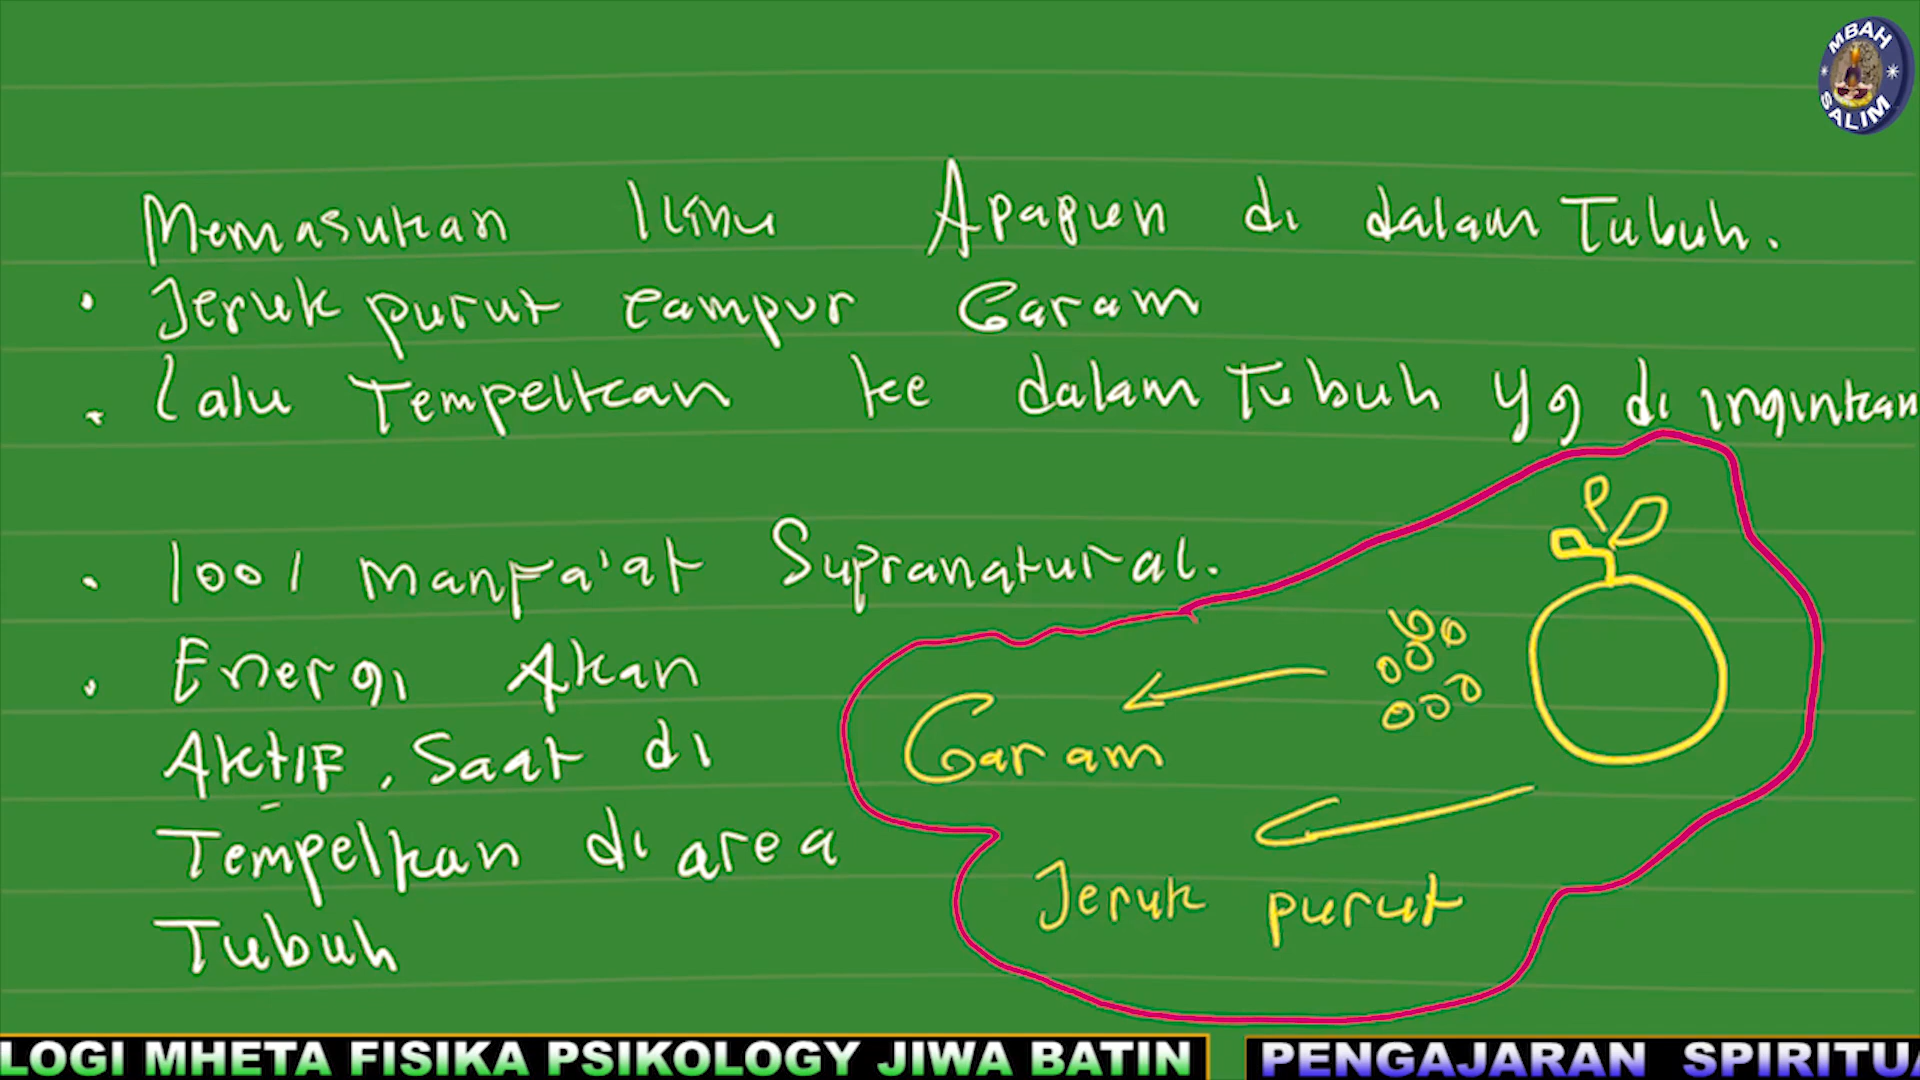 MBAH
SALIM
Memasukan Ilmu Apapun di dalam Tubuh.
• Jeruk purut campur Garam
• Lalu Tempelkan ke dalam Tubuh yg di inginkan
• 1001 manfa'at Supranatural.
• Energi Akan
Aktif, Saat di
Tempelkan di area
Tubuh
Garam
Jeruk purut
LOGI MHETA FISIKA PSIKOLOGY JIWA BATIN PENGAJARAN SPIRITUA